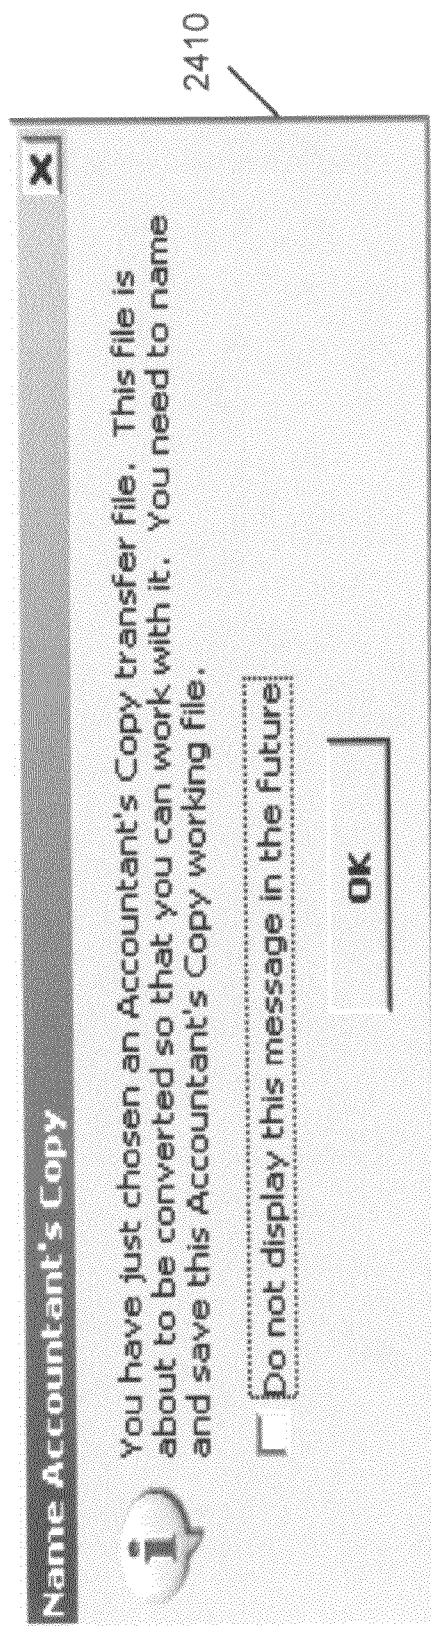 Name Accountant's Copy
You have just chosen an Accountant's Copy transfer file. This file is
about to be converted so that you can work with it. You need to name
and save this Accountant's Copy working file.
Do not display this message in the future
OK
2410